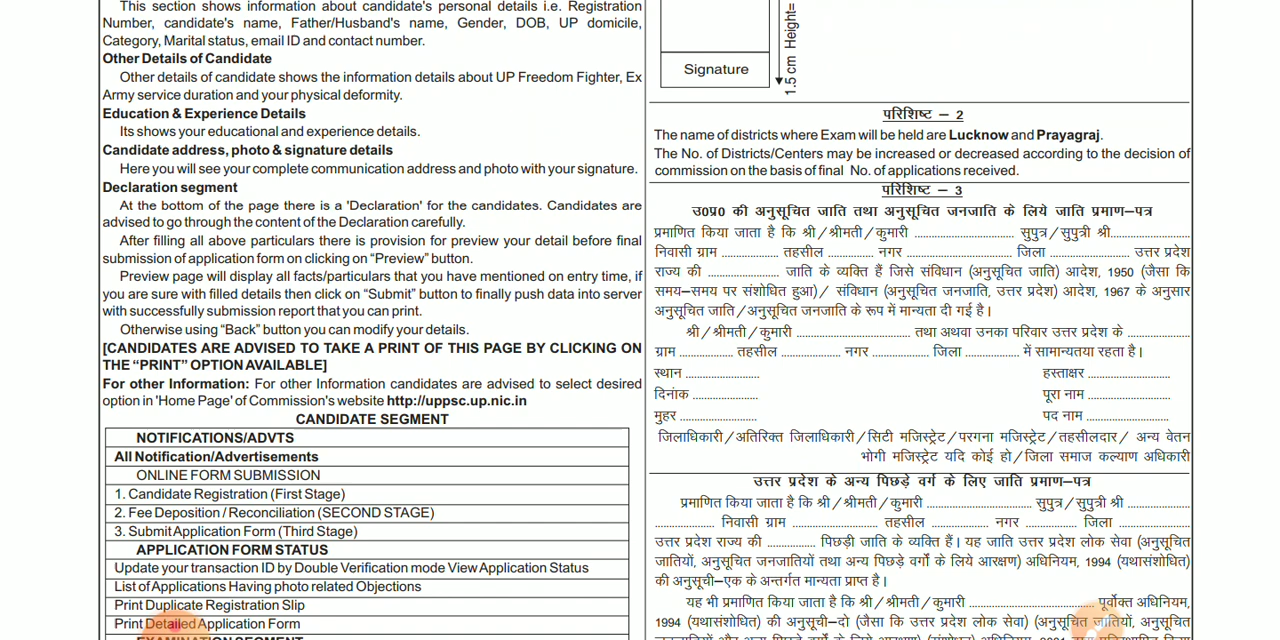 This section shows information about candidate's personal details i.e. Registration
Number, candidate's name, Father/Husband's name, Gender, DOB, UP domicile,
Category, Marital status, email ID and contact number.
Other Details of Candidate
Other details of candidate shows the information details about UP Freedom Fighter, Ex
Army service duration and your physical deformity.
Education & Experience Details
Its shows your educational and experience details.
Candidate address, photo & signature details
Here you will see your complete communication address and photo with your signature.
Declaration segment
At the bottom of the page there is a 'Declaration' for the candidates. Candidates are
advised to go through the content of the Declaration carefully.
After filling all above particulars there is provision for preview your detail before final
submission of application form on clicking on “Preview” button.
Preview page will display all facts/particulars that you have mentioned on entry time, if
you are sure with filled details then click on “Submit” button to finally push data into server
with successfully submission report that you can print.
Otherwise using “Back” button you can modify your details.
[CANDIDATES ARE ADVISED TO TAKE A PRINT OF THIS PAGE BY CLICKING ON
THE “PRINT” OPTION AVAILABLE]
For other Information: For other Information candidates are advised to select desired
option in 'Home Page' of Commission's website http://uppsc.up.nic.in
CANDIDATE SEGMENT
NOTIFICATIONS/ADVTS
All Notification/Advertisements
ONLINE FORM SUBMISSION
1. Candidate Registration (First Stage)
2. Fee Deposition / Reconciliation (SECOND STAGE)
3. Submit Application Form (Third Stage)
APPLICATION FORM STATUS
Update your transaction ID by Double Verification mode View Application Status
List of Applications Having photo related Objections
Print Duplicate Registration Slip
Print Detailed Application Form
EXAMINATION SEGMENT
Signature
1.5 cm Height=
परिशिष्ट – 2
The name of districts where Exam will be held are Lucknow and Prayagraj.
The No. of Districts/Centers may be increased or decreased according to the decision of
commission on the basis of final No. of applications received.
परिशिष्ट – 3
उ0प्र0 की अनुसूचित जाति तथा अनुसूचित जनजाति के लिये जाति प्रमाण–पत्र
प्रमाणित किया जाता है कि श्री/श्रीमती/कुमारी .................................. सुपुत्र/सुपुत्री श्री...........................
निवासी ग्राम ................... तहसील ......................... नगर ..................................... जिला ........................... उत्तर प्रदेश
राज्य की ........................ जाति के व्यक्ति हैं जिसे संविधान (अनुसूचित जाति) आदेश, 1950 (जैसा कि
समय–समय पर संशोधित हुआ)/ संविधान (अनुसूचित जनजाति, उत्तर प्रदेश) आदेश, 1967 के अनुसार
अनुसूचित जाति/अनुसूचित जनजाति के रूप में मान्यता दी गई है।
श्री/श्रीमती/कुमारी ...................................... तथा अथवा उनका परिवार उत्तर प्रदेश के .....................
ग्राम .................. तहसील .................... नगर ................... जिला .................. में सामान्यतया रहता है।
स्थान ......................... हस्ताक्षर ...........................
दिनांक ...................... पूरा नाम ...........................
मुहर .......................... पद नाम ...........................
जिलाधिकारी/अतिरिक्त जिलाधिकारी/सिटी मजिस्ट्रेट/परगना मजिस्ट्रेट/तहसीलदार/ अन्य वेतन
भोगी मजिस्ट्रेट यदि कोई हो/जिला समाज कल्याण अधिकारी
उत्तर प्रदेश के अन्य पिछड़े वर्ग के लिए जाति प्रमाण–पत्र
प्रमाणित किया जाता है कि श्री/श्रीमती/कुमारी .................................... सुपुत्र/सुपुत्री श्री .....................
.................... निवासी ग्राम ............................. तहसील ................... नगर ................. जिला ........................
उत्तर प्रदेश राज्य की ................ पिछड़ी जाति के व्यक्ति हैं। यह जाति उत्तर प्रदेश लोक सेवा (अनुसूचित
जातियों, अनुसूचित जनजातियों तथा अन्य पिछड़े वर्गों के लिये आरक्षण) अधिनियम, 1994 (यथासंशोधित)
की अनुसूची–एक के अन्तर्गत मान्यता प्राप्त है।
यह भी प्रमाणित किया जाता है कि श्री/श्रीमती/कुमारी ........................................... पूर्वोक्त अधिनियम,
1994 (यथासंशोधित) की अनुसूची–दो (जैसा कि उत्तर प्रदेश लोक सेवा) (अनुसूचित जातियों, अनुसूचित